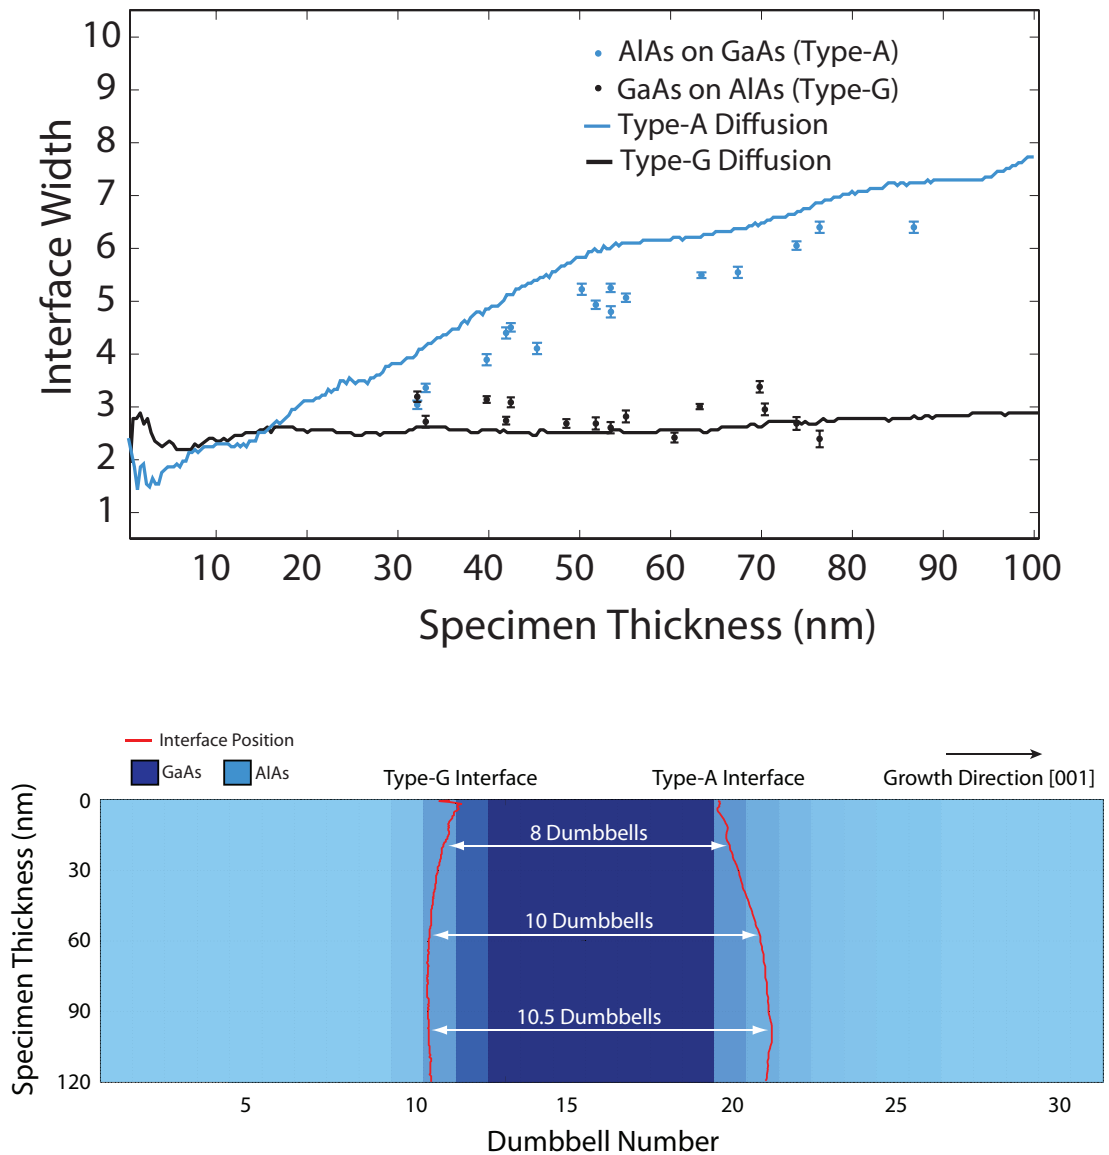 10
9
8
7
6
5
4
3
2
1
Interface Width
AlAs on GaAs (Type-A)
GaAs on AlAs (Type-G)
Type-A Diffusion
Type-G Diffusion
10 20 30 40 50 60 70 80 90 100
Specimen Thickness (nm)
Interface Position
GaAs AlAs
Type-G Interface Type-A Interface Growth Direction [001]
Specimen Thickness (nm)
0
30
60
90
120
8 Dumbbells
10 Dumbbells
10.5 Dumbbells
5 10 15 20 25 30
Dumbbell Number